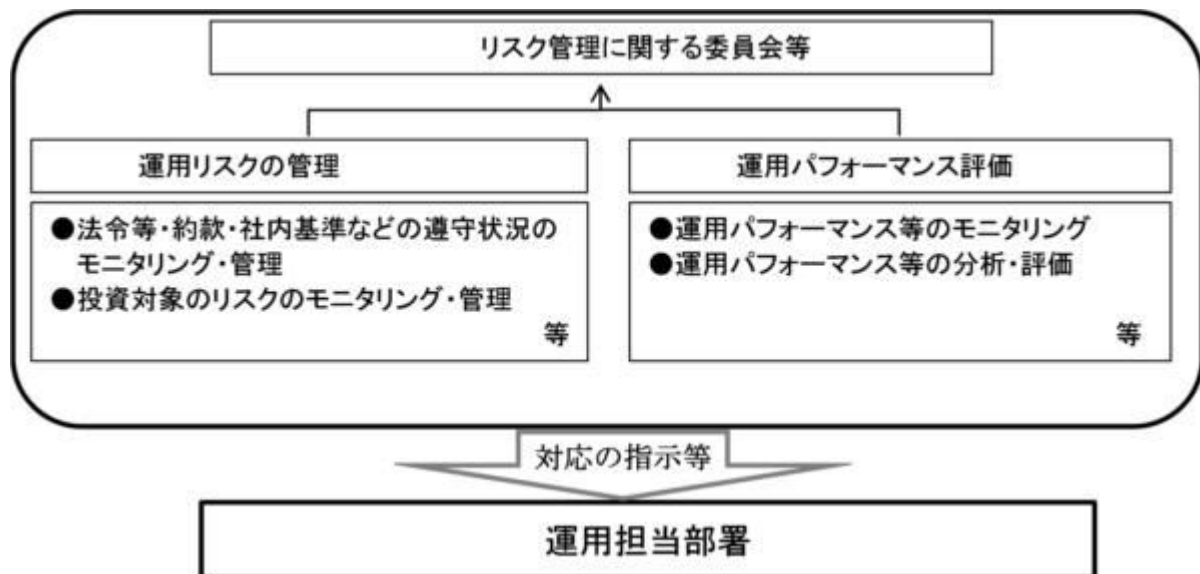 リスク管理に関する委員会等
運用リスクの管理
●法令等・約款・社内基準などの遵守状況の
モニタリング・管理
●投資対象のリスクのモニタリング・管理
等
運用パフォーマンス評価
●運用パフォーマンス等のモニタリング
●運用パフォーマンス等の分析・評価
等
対応の指示等
運用担当部署